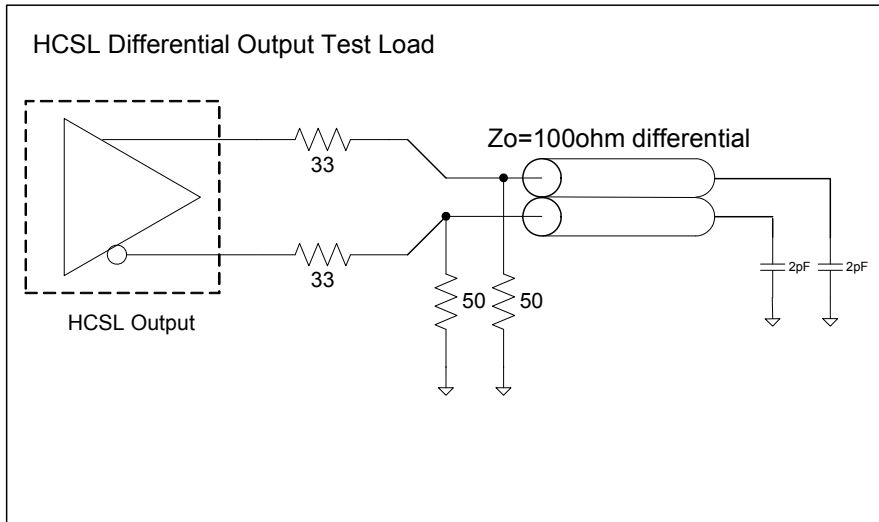 HCSL Differential Output Test Load
Zo=100ohm differential
33
33
50
50
2pF
2pF
HCSL Output